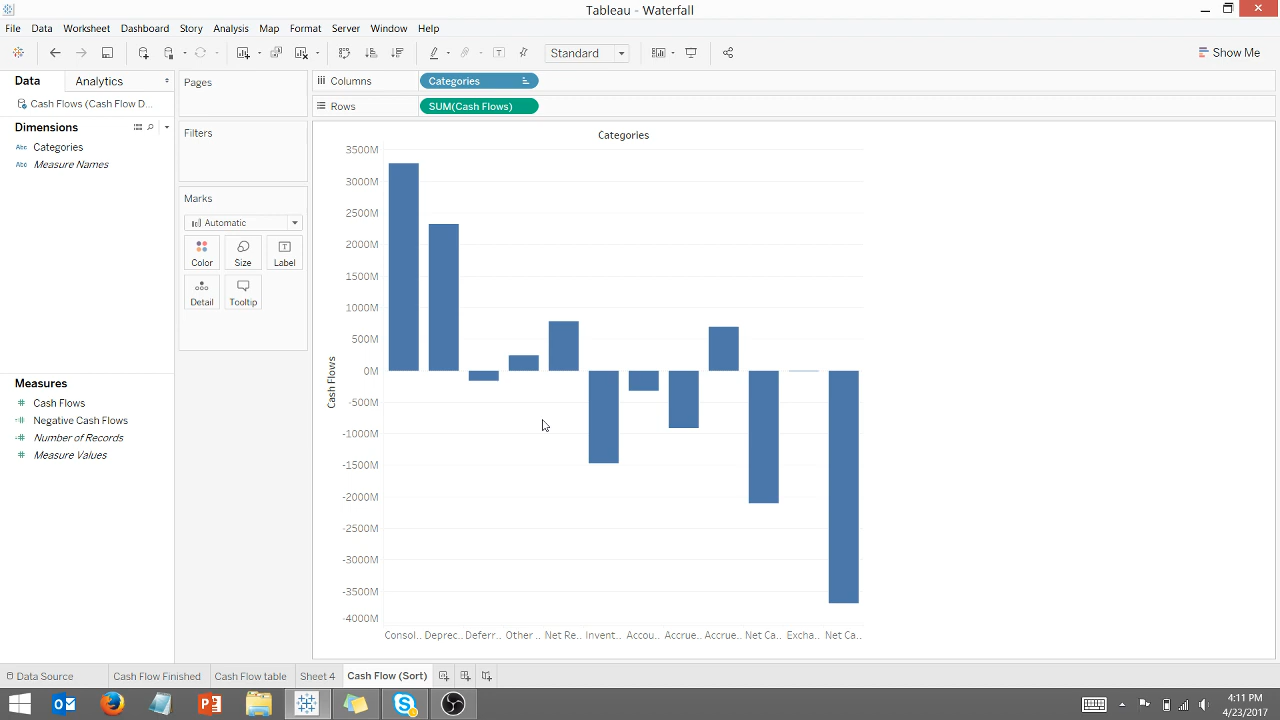 Tableau - Waterfall
File Data Worksheet Dashboard Story Analysis Map Format Server Window Help
Standard
Show Me
Data Analytics
Pages
Columns Categories
Cash Flows (Cash Flow D...
Rows SUM(Cash Flows)
Dimensions
Filters
Abc Categories
Abc Measure Names
Marks
Automatic
Color Size Label
Detail Tooltip
Measures
# Cash Flows
=# Negative Cash Flows
=# Number of Records
# Measure Values
Categories
Cash Flows
3500M
3000M
2500M
2000M
1500M
1000M
500M
0M
-500M
-1000M
-1500M
-2000M
-2500M
-3000M
-3500M
-4000M
Consol.. Deprec.. Deferr.. Other .. Net Re.. Invent.. Accou.. Accrue.. Accrue.. Net Ca.. Excha.. Net Ca..
Data Source Cash Flow Finished Cash Flow table Sheet 4 Cash Flow (Sort)
4:11 PM
4/23/2017